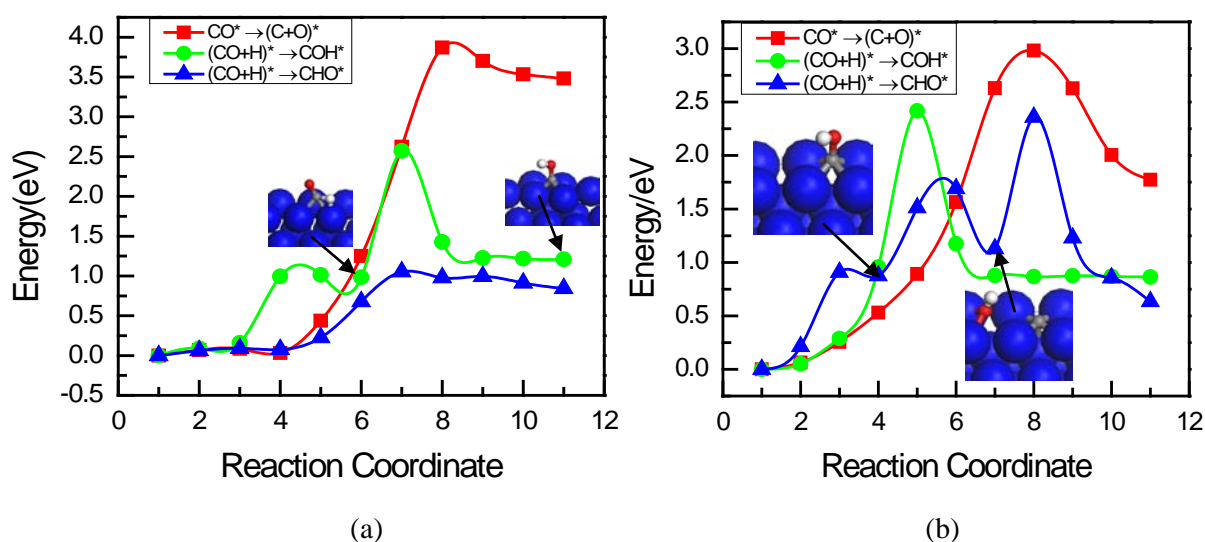 CO*→(C+O)*
(CO+H)*→COH*
(CO+H)*→CHO*
Energy(eV)
4.0
3.5
3.0
2.5
2.0
1.5
1.0
0.5
0.0
-0.5
0 2 4 6 8 10 12
Reaction Coordinate
(a)
CO*→(C+O)*
(CO+H)*→COH*
(CO+H)*→CHO*
Energy/eV
3.0
2.5
2.0
1.5
1.0
0.5
0.0
0 2 4 6 8 10 12
Reaction Coordinate
(b)